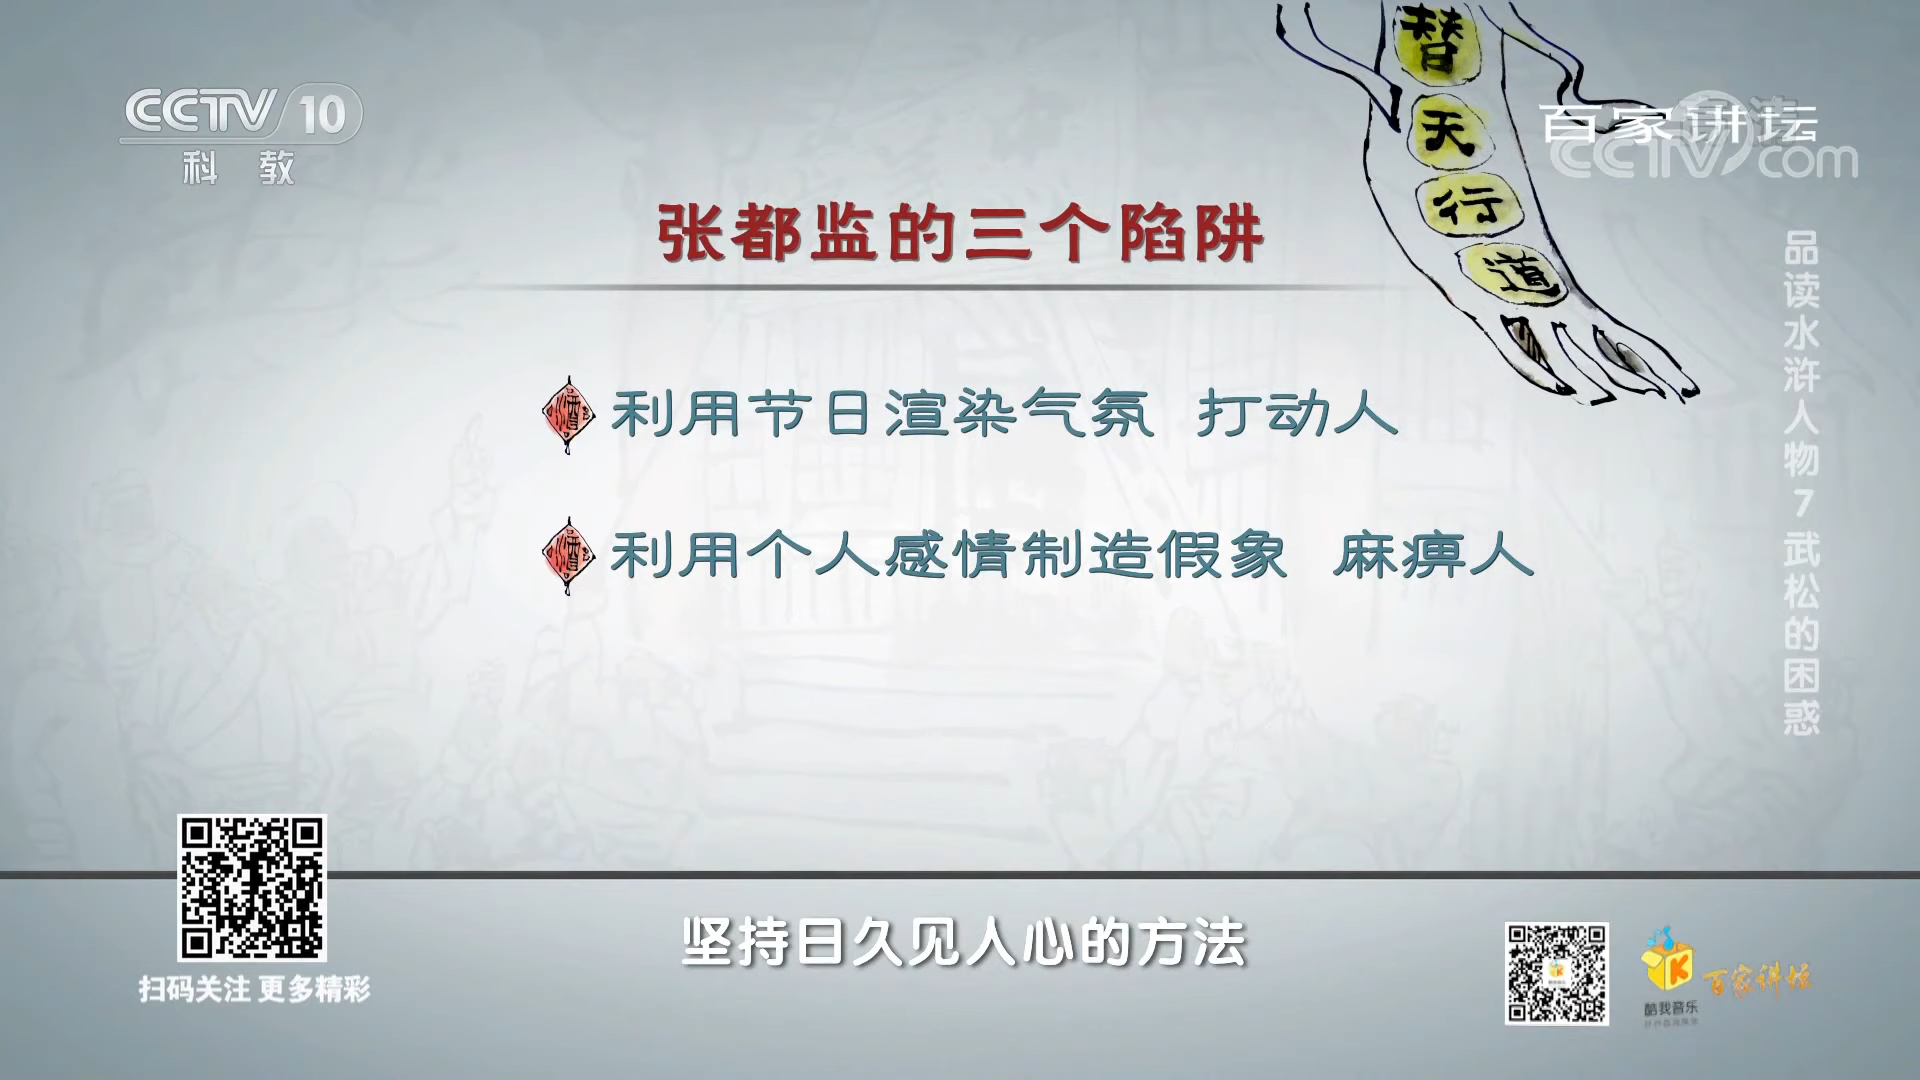 CCTV 10
科 教
百家讲坛
CCTV com
替天行道
张都监的三个陷阱
利用节日渲染气氛 打动人
利用个人感情制造假象 麻痹人
品读水浒人物7武松的困惑
坚持日久见人心的方法
扫码关注 更多精彩
K
酷我音乐
百家讲坛